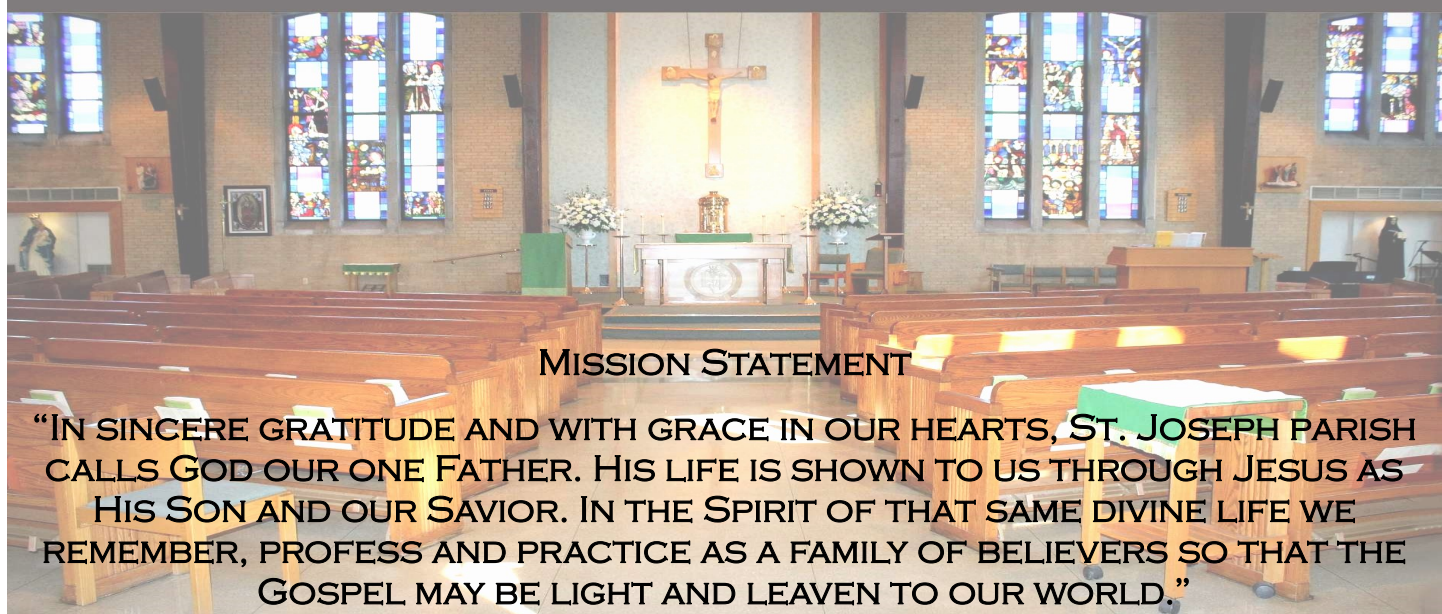 Mission Statement
“In sincere gratitude and with grace in our hearts, St. Joseph parish
calls God our one Father. His life is shown to us through Jesus as
His Son and our Savior. In the Spirit of that same divine life we
remember, profess and practice as a family of believers so that the
Gospel may be light and leaven to our world.”